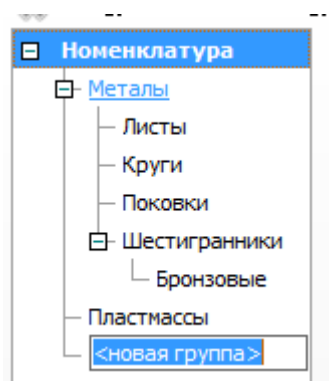 Номенклатура
Металы
Листы
Круги
Поковки
Шестигранники
Бронзовые
Пластмассы
<новая группа>